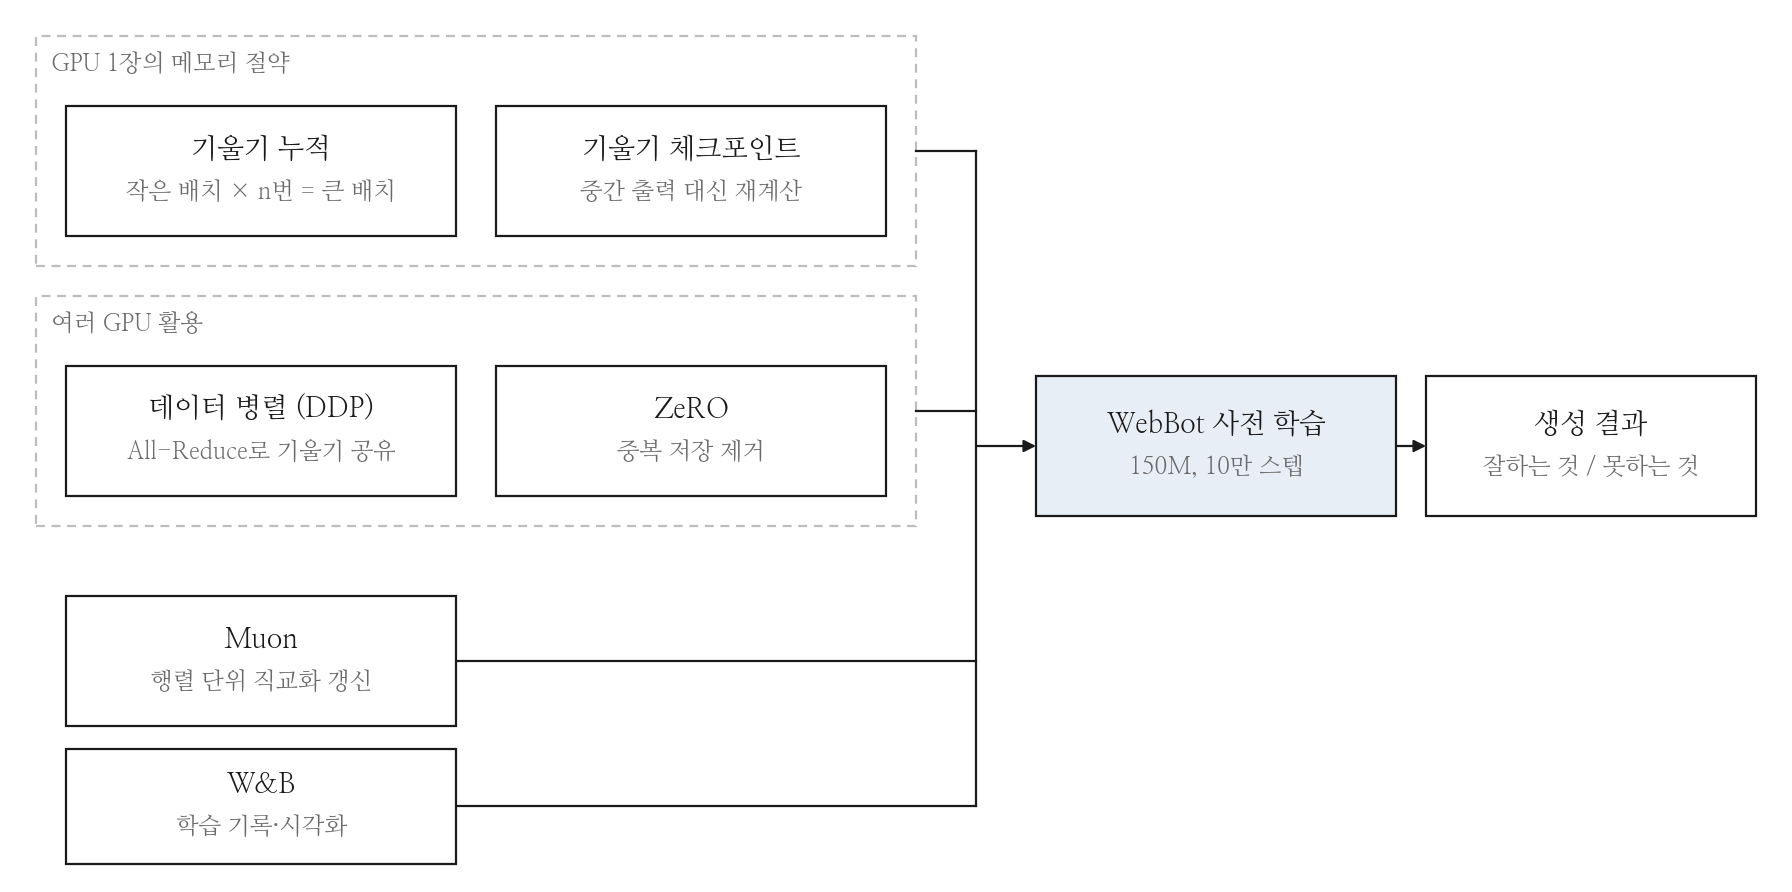 GPU 1장의 메모리 절약
기울기 누적
작은 배치 × n번 = 큰 배치
기울기 체크포인트
중간 출력 대신 재계산
여러 GPU 활용
데이터 병렬 (DDP)
All-Reduce로 기울기 공유
ZeRO
중복 저장 제거
WebBot 사전 학습
150M, 10만 스텝
생성 결과
잘하는 것 / 못하는 것
Muon
행렬 단위 직교화 갱신
W&B
학습 기록·시각화